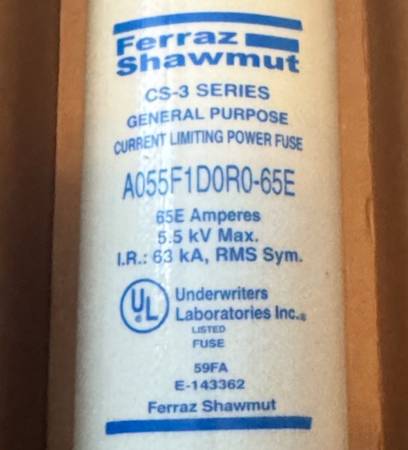 Ferraz
Shawmut
CS-3 SERIES
GENERAL PURPOSE
CURRENT LIMITING POWER FUSE
A055F1D0R0-65E
65E Amperes
5.5 kV Max.
I.R.: 63 kA, RMS Sym.
UL Underwriters
Laboratories Inc.®
LISTED
FUSE
59FA
E-143362
Ferraz Shawmut